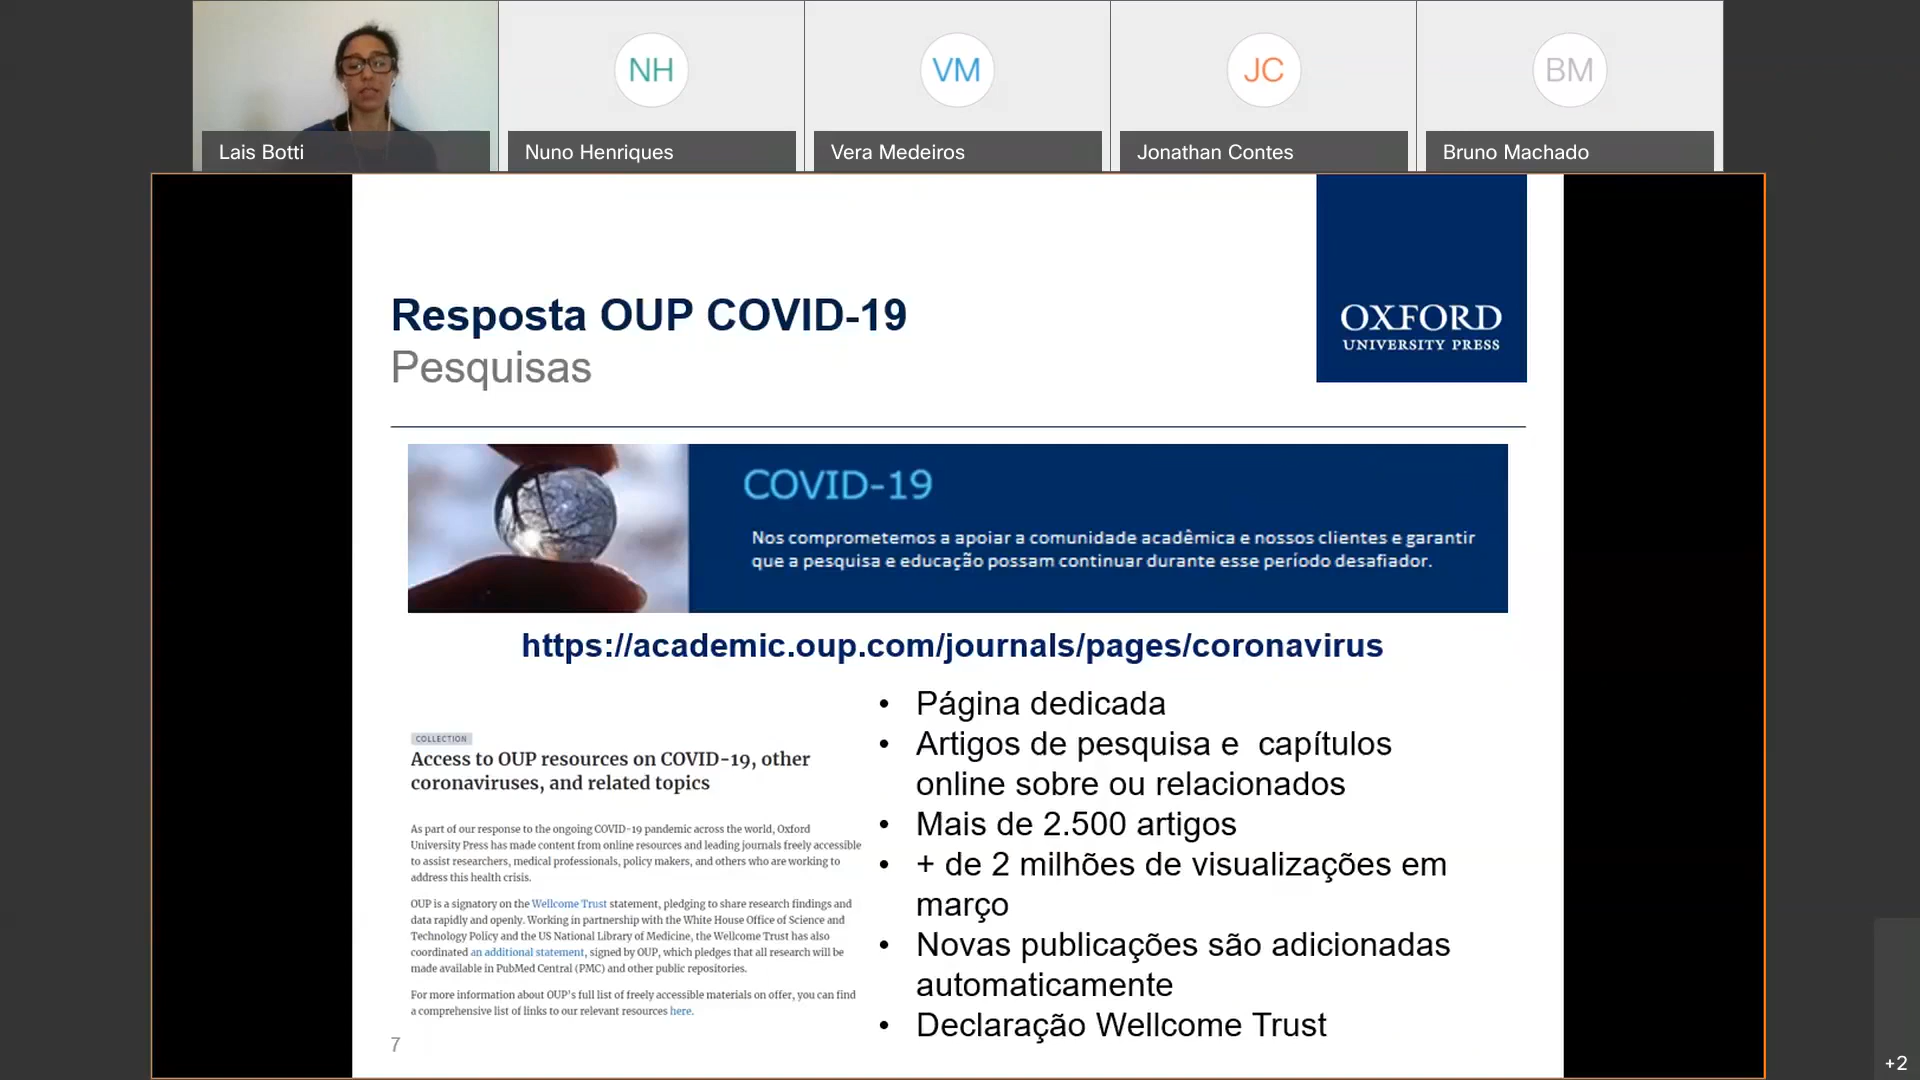 NH
VM
JC
BM
Lais Botti
Nuno Henriques
Vera Medeiros
Jonathan Contes
Bruno Machado
OXFORD
UNIVERSITY PRESS
Resposta OUP COVID-19
Pesquisas
COVID-19
Nos comprometemos a apoiar a comunidade acadêmica e nossos clientes e garantir
que a pesquisa e educação possam continuar durante esse período desafiador.
https://academic.oup.com/journals/pages/coronavirus
COLLECTION
Access to OUP resources on COVID-19, other
coronaviruses, and related topics
As part of our response to the ongoing COVID-19 pandemic across the world, Oxford
University Press has made content from online resources and leading journals freely accessible
to assist researchers, medical professionals, policy makers, and others who are working to
address this health crisis.
OUP is a signatory on the Wellcome Trust statement, pledging to share research findings and
data rapidly and openly. Working in partnership with the White House Office of Science and
Technology Policy and the US National Library of Medicine, the Wellcome Trust has also
coordinated an additional statement, signed by OUP, which pledges that all research will be
made available in PubMed Central (PMC) and other public repositories.
For more information about OUP's full list of freely accessible materials on offer, you can find
a comprehensive list of links to our relevant resources here.
• Página dedicada
• Artigos de pesquisa e capítulos
online sobre ou relacionados
• Mais de 2.500 artigos
• + de 2 milhões de visualizações em
março
• Novas publicações são adicionadas
automaticamente
• Declaração Wellcome Trust
7
+2